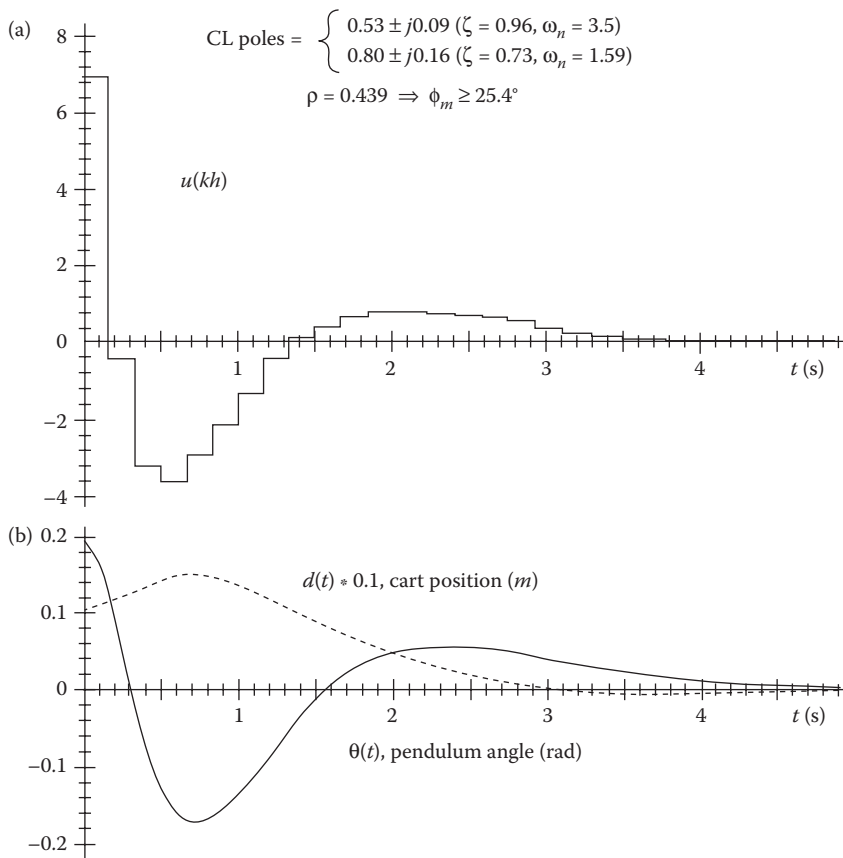 (a)
CL poles = { 0.53 ± j0.09 (ζ = 0.96, ωn = 3.5)
0.80 ± j0.16 (ζ = 0.73, ωn = 1.59)
ρ = 0.439 ⇒ ϕm ≥ 25.4°
8
6
4
2
0
−2
−4
u(kh)
1 2 3 4 t (s)
(b)
0.2
0.1
0
−0.1
−0.2
d(t) * 0.1, cart position (m)
1 2 3 4 t (s)
θ(t), pendulum angle (rad)